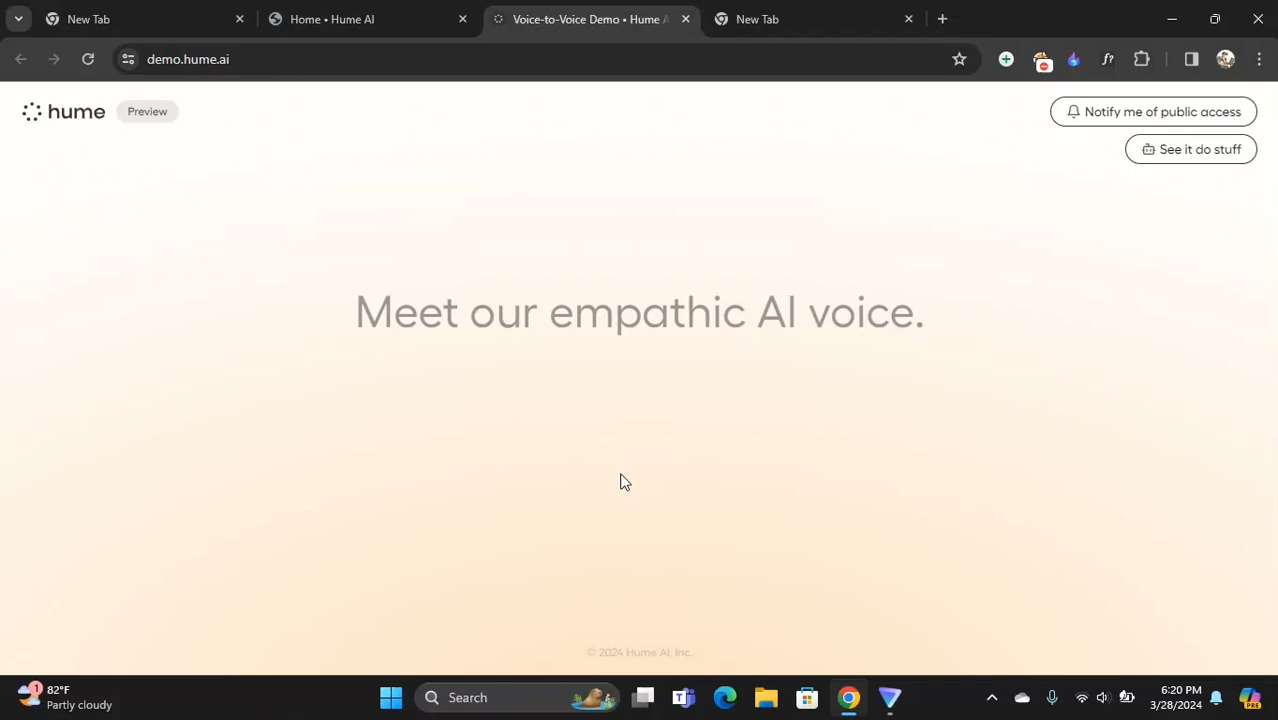 New Tab
Home • Hume AI
Voice-to-Voice Demo • Hume A
New Tab
demo.hume.ai
f?
hume
Preview
Notify me of public access
See it do stuff
Meet our empathic AI voice.
© 2024 Hume AI, Inc.
1
82°F
Partly cloudy
Search
6:20 PM
3/28/2024
PRE